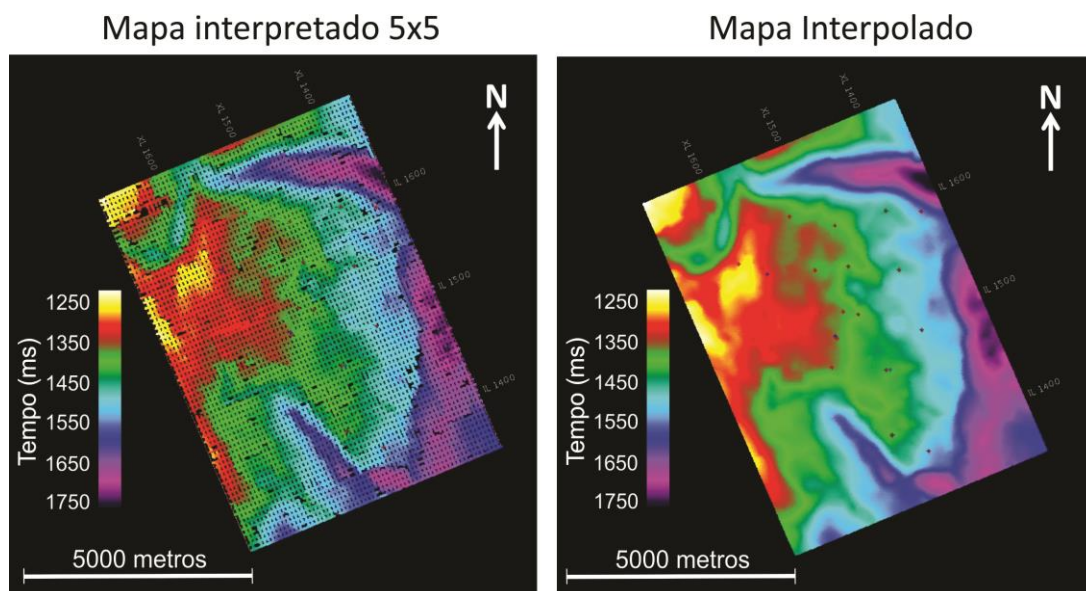 Mapa interpretado 5x5
XL 1400
XL 1500
XL 1600
N
IL 1600
IL 1500
IL 1400
Tempo (ms)
1250
1350
1450
1550
1650
1750
5000 metros
Mapa Interpolado
XL 1400
XL 1500
XL 1600
N
IL 1600
IL 1500
IL 1400
Tempo (ms)
1250
1350
1450
1550
1650
1750
5000 metros